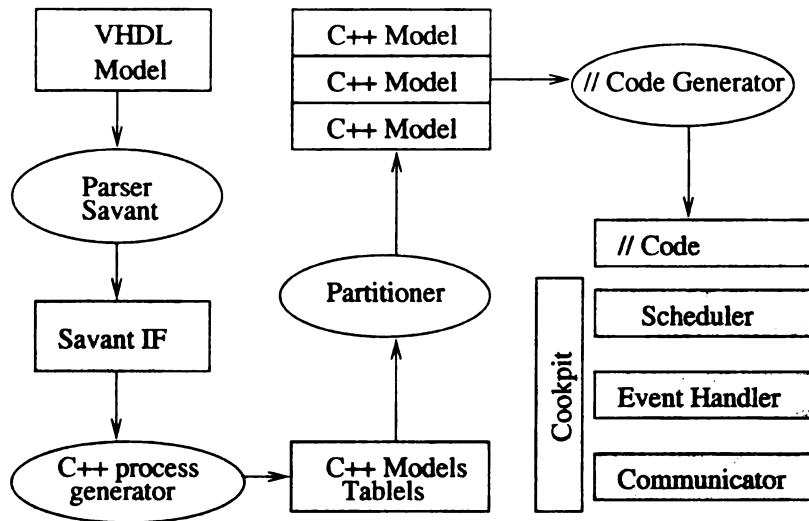 VHDL
Model
Parser
Savant
Savant IF
C++ process
generator
C++ Models
Tablels
Partitioner
C++ Model
C++ Model
C++ Model
// Code Generator
// Code
Cookpit
Scheduler
Event Handler
Communicator